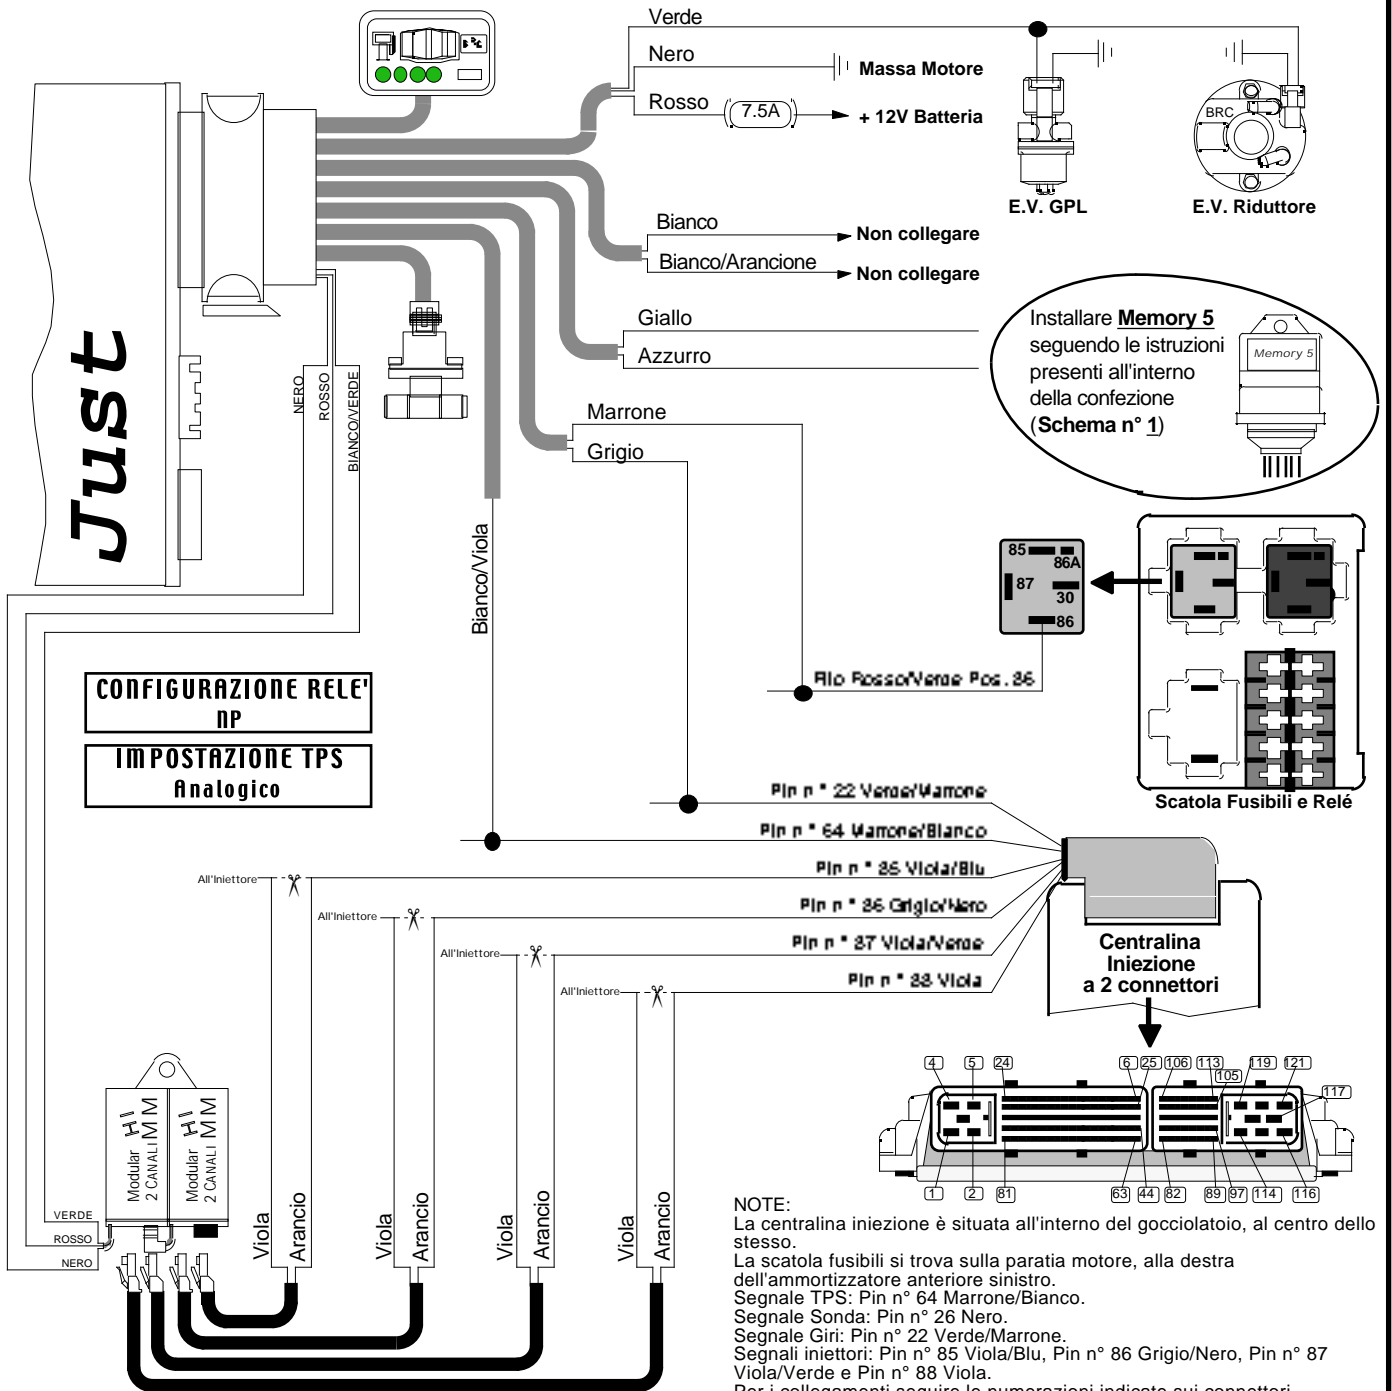 Verde
Nero
Massa Motore
Rosso
7.5A
+ 12V Batteria
BRC
E.V. GPL
E.V. Riduttore
Bianco
Non collegare
Bianco/Arancione
Non collegare
Giallo
Azzurro
Installare Memory 5
seguendo le istruzioni
presenti all'interno
della confezione
(Schema n° 1)
Memory 5
Just
NERO
ROSSO
BIANCO/VERDE
Marrone
Grigio
Bianco/Viola
85
86A
87
30
86
Filo Rosso/Verde Pos. 86
Scatola Fusibili e Relé
CONFIGURAZIONE RELE'
NP
IMPOSTAZIONE TPS
Analogico
Pin n° 22 Verde/Marrone
Pin n° 64 Marrone/Bianco
Pin n° 85 Viola/Blu
Pin n° 86 Grigio/Nero
Pin n° 87 Viola/Verde
Pin n° 88 Viola
All'Iniettore
All'Iniettore
All'Iniettore
All'Iniettore
Centralina
Iniezione
a 2 connettori
4 5 24 6 25 106 113 105 119 121 117
1 2 81 63 44 82 89 97 114 116
Modular HI
2 CANALI MM
Modular HI
2 CANALI MM
VERDE
ROSSO
NERO
Viola
Arancio
Viola
Arancio
Viola
Arancio
Viola
Arancio
NOTE:
La centralina iniezione è situata all'interno del gocciolatoio, al centro dello
stesso.
La scatola fusibili si trova sulla paratia motore, alla destra
dell'ammortizzatore anteriore sinistro.
Segnale TPS: Pin n° 64 Marrone/Bianco.
Segnale Sonda: Pin n° 26 Nero.
Segnale Giri: Pin n° 22 Verde/Marrone.
Segnali iniettori: Pin n° 85 Viola/Blu, Pin n° 86 Grigio/Nero, Pin n° 87
Viola/Verde e Pin n° 88 Viola.
Per i collegamenti seguire le numerazioni indicate sui connettori